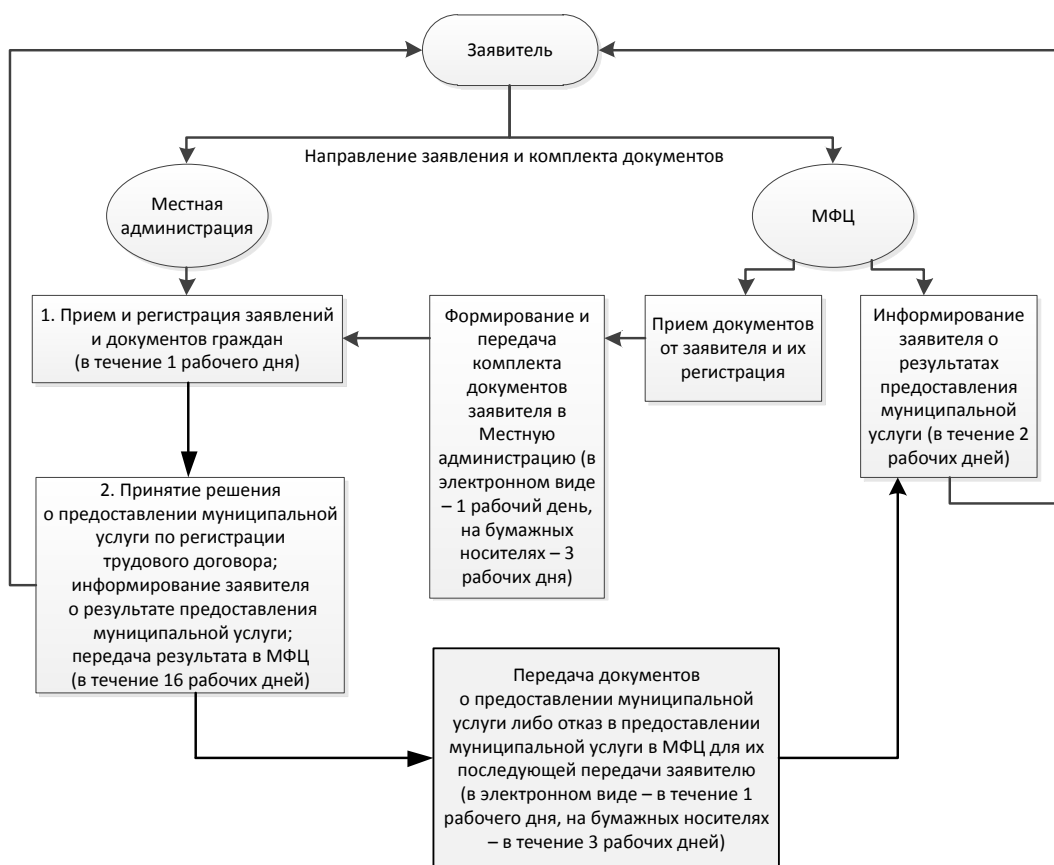 Заявитель
Направление заявления и комплекта документов
Местная
администрация
МФЦ
1. Прием и регистрация заявлений
и документов граждан
(в течение 1 рабочего дня)
Формирование и
передача
комплекта
документов
заявителя в
Местную
администрацию (в
электронном виде
– 1 рабочий день,
на бумажных
носителях – 3
рабочих дня)
Прием документов
от заявителя и их
регистрация
Информирование
заявителя о
результатах
предоставления
муниципальной
услуги (в течение 2
рабочих дней)
2. Принятие решения
о предоставлении муниципальной
услуги по регистрации
трудового договора;
информирование заявителя
о результате предоставления
муниципальной услуги;
передача результата в МФЦ
(в течение 16 рабочих дней)
Передача документов
о предоставлении муниципальной
услуги либо отказ в предоставлении
муниципальной услуги в МФЦ для их
последующей передачи заявителю
(в электронном виде – в течение 1
рабочего дня, на бумажных носителях
– в течение 3 рабочих дней)